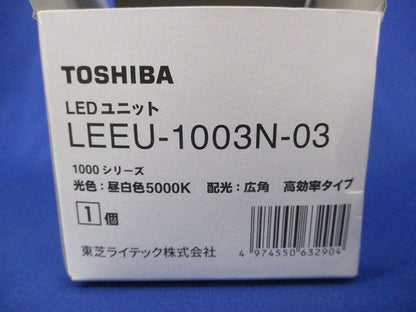 TOSHIBA
LEDユニット
LEEU-1003N-03
1000シリーズ
光色：昼白色5000K 配光：広角 高効率タイプ
1個
東芝ライテック株式会社
4 974550 632904